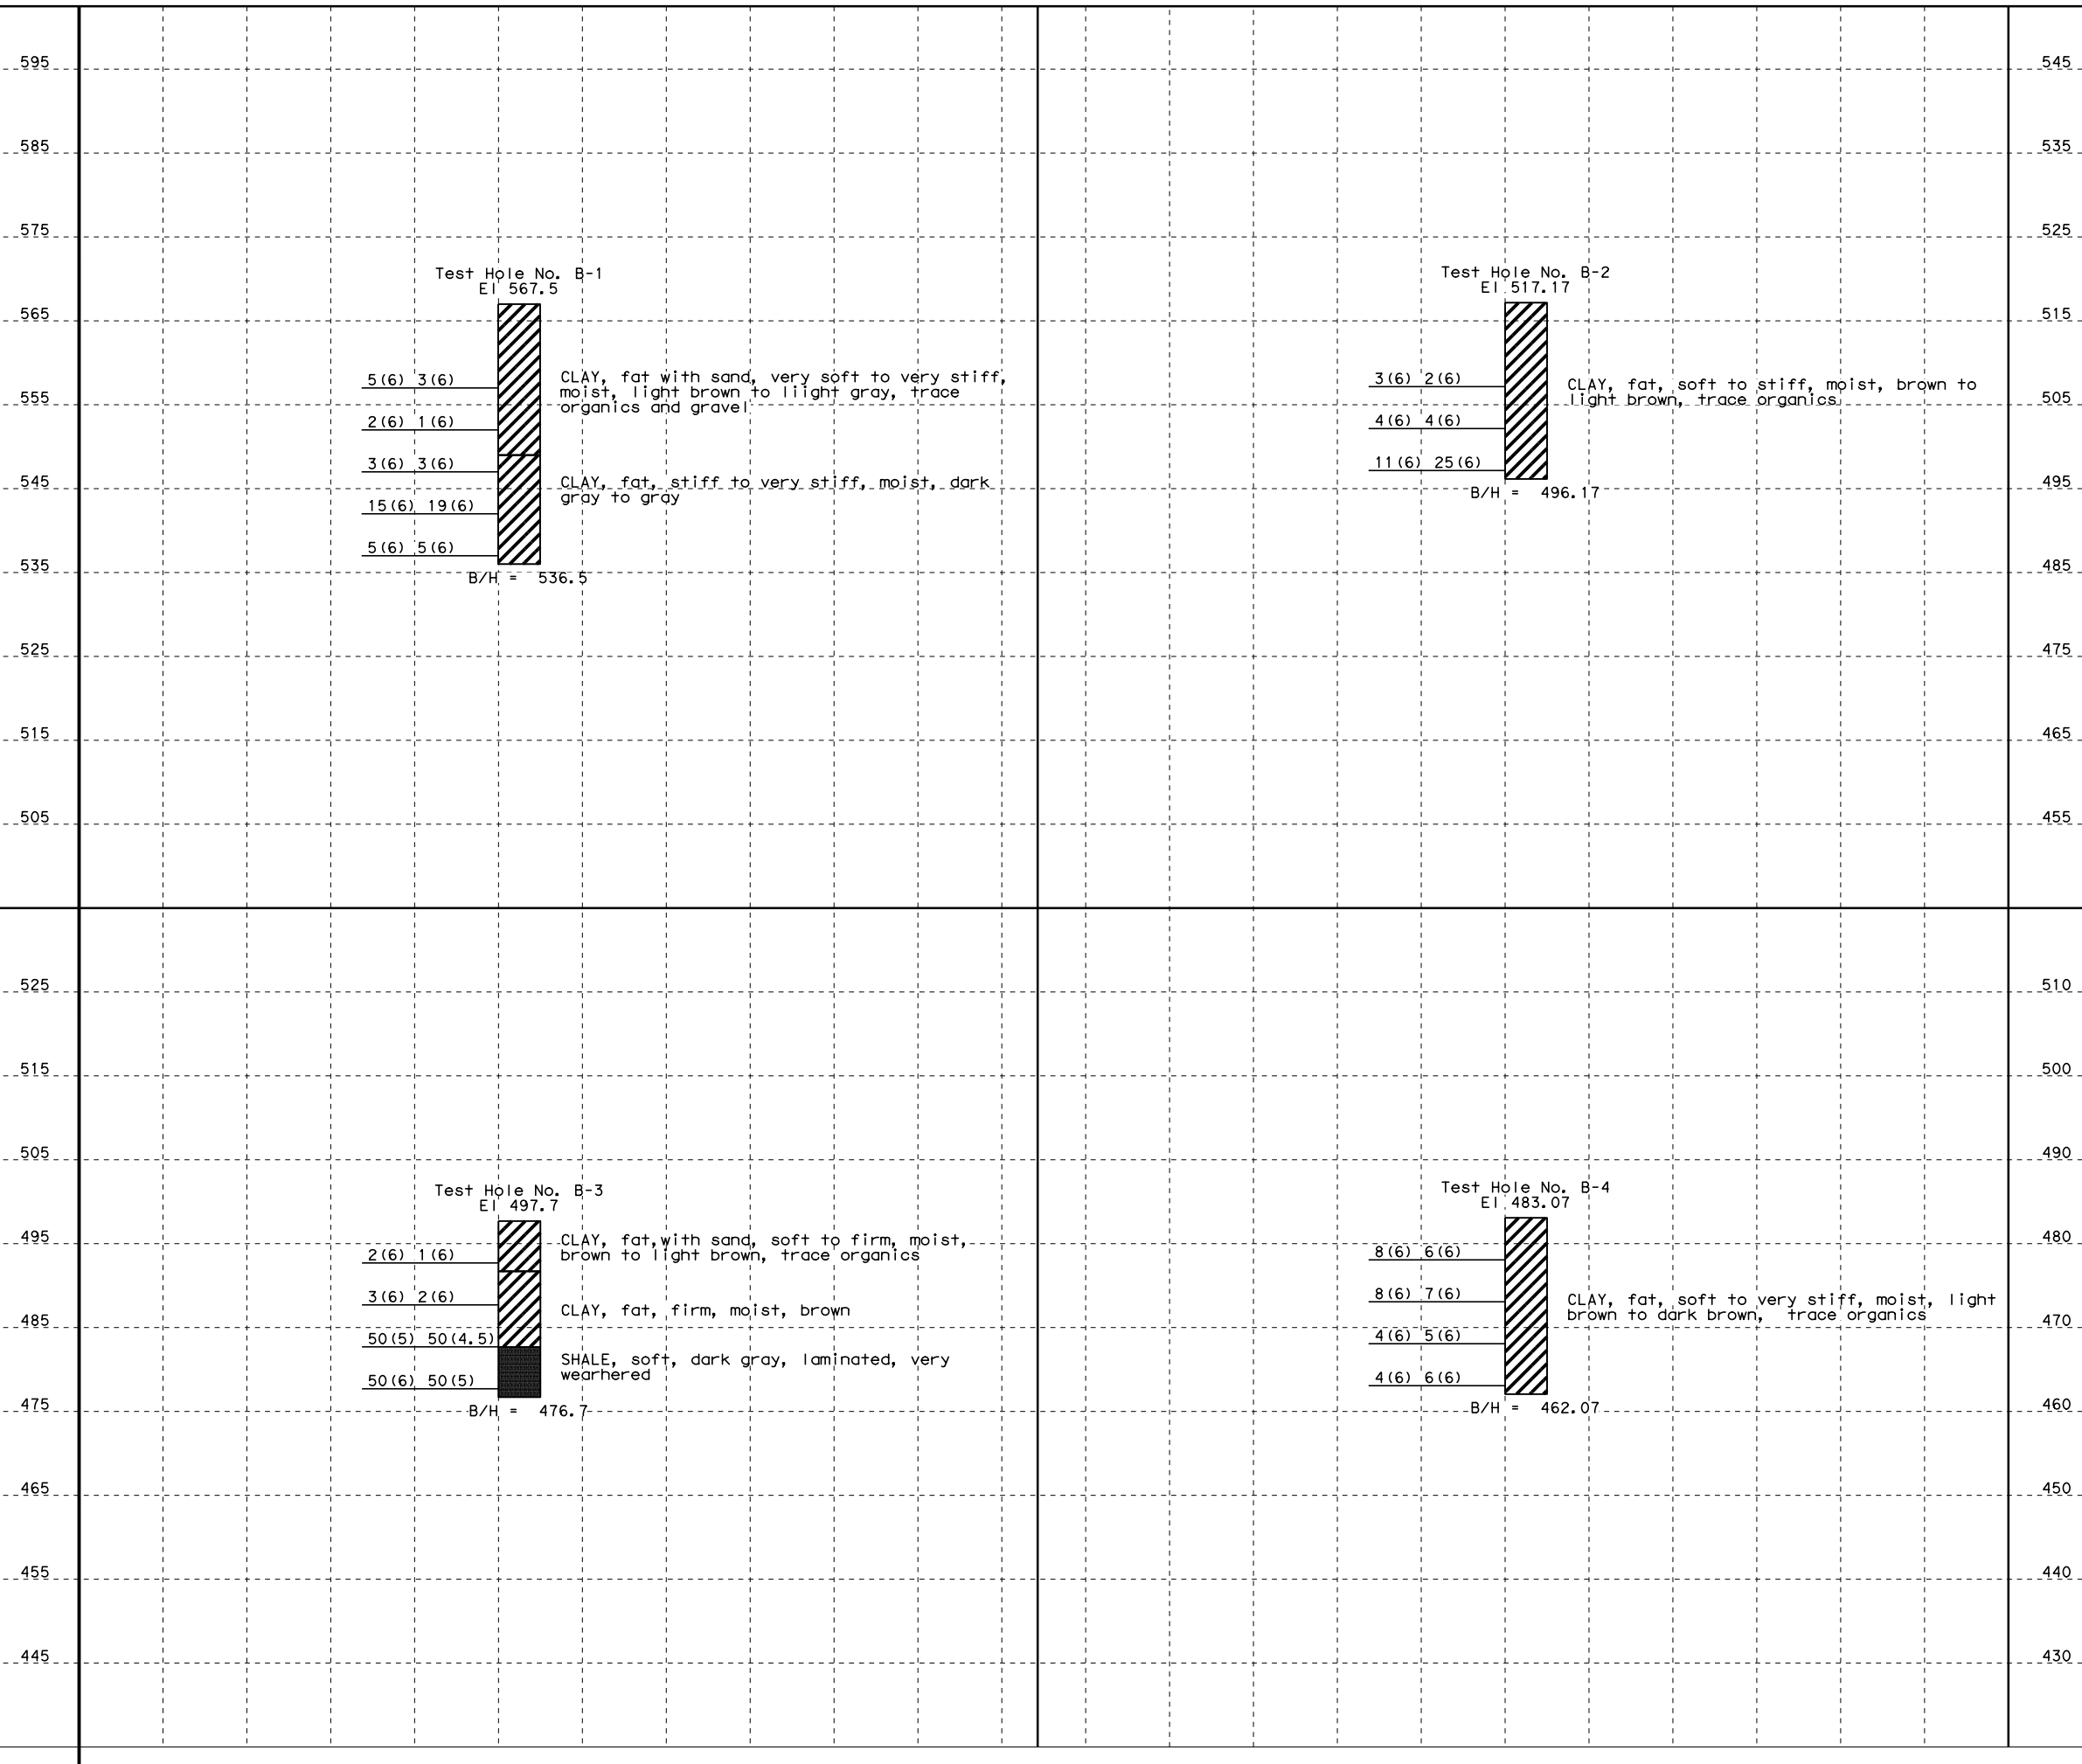 595
585
575
565
555
545
535
525
515
505
545
535
525
515
505
495
485
475
465
455
Test Hole No. B-1
El 567.5
5(6) 3(6)
2(6) 1(6)
3(6) 3(6)
15(6) 19(6)
5(6) 5(6)
CLAY, fat with sand, very soft to very stiff,
moist, light brown to liight gray, trace
organics and gravel
CLAY, fat, stiff to very stiff, moist, dark
gray to gray
B/H = 536.5
Test Hole No. B-2
El 517.17
3(6) 2(6)
4(6) 4(6)
11(6) 25(6)
CLAY, fat, soft to stiff, moist, brown to
light brown, trace organics
B/H = 496.17
525
515
505
495
485
475
465
455
445
510
500
490
480
470
460
450
440
430
Test Hole No. B-3
El 497.7
2(6) 1(6)
3(6) 2(6)
50(5) 50(4.5)
50(6) 50(5)
CLAY, fat,with sand, soft to firm, moist,
brown to light brown, trace organics
CLAY, fat, firm, moist, brown
SHALE, soft, dark gray, laminated, very
wearhered
B/H = 476.7
Test Hole No. B-4
El 483.07
8(6) 6(6)
8(6) 7(6)
4(6) 5(6)
4(6) 6(6)
CLAY, fat, soft to very stiff, moist, light
brown to dark brown, trace organics
B/H = 462.07